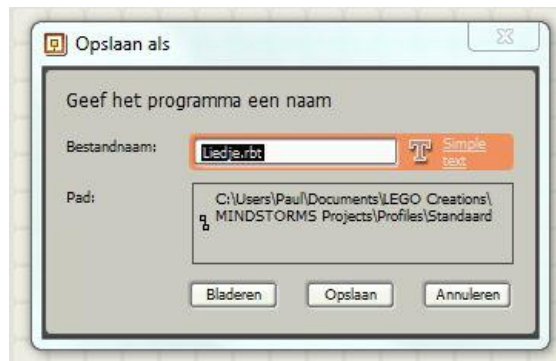 Opslaan als
Geef het programma een naam
Bestandnaam:
Liedje.rbt
Simple
text
Pad:
C:\Users\Paul\Documents\LEGO Creations\
MINDSTORMS Projects\Profiles\Standaard
Bladeren
Opslaan
Annuleren